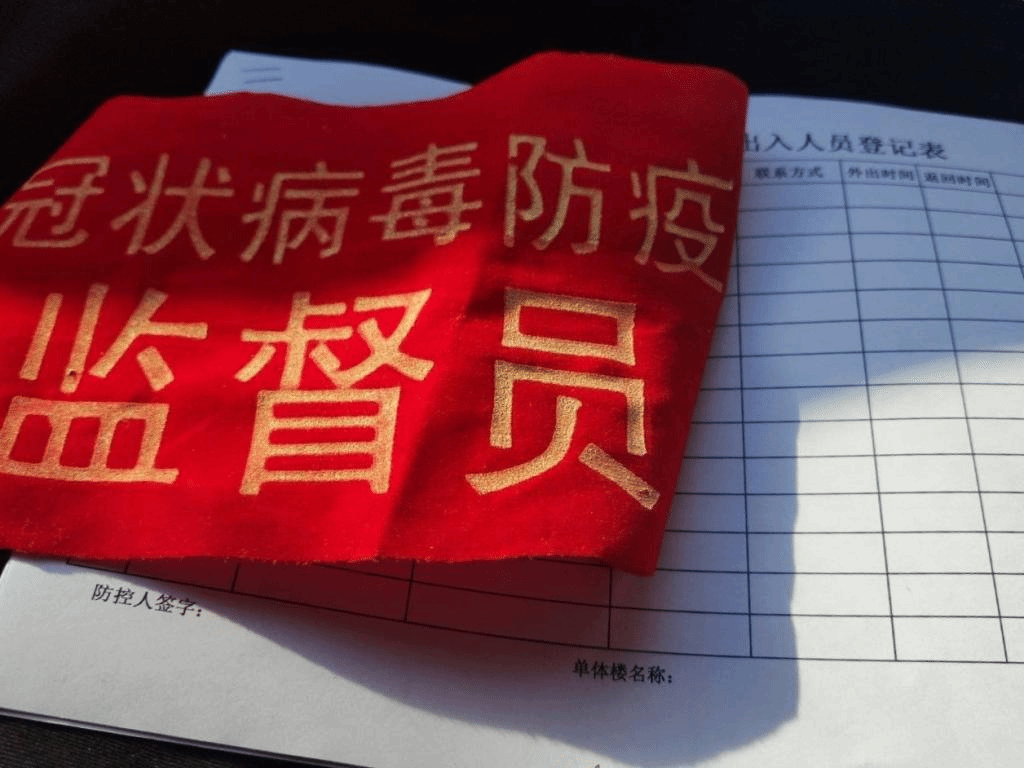 冠状病毒防疫
监督员
出入人员登记表
联系方式 外出时间 返回时间
防控人签字：
单体楼名称：